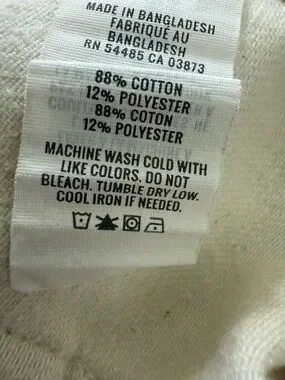 MADE IN BANGLADESH
FABRIQUÉ AU
BANGLADESH
RN 54485 CA 03873
88% COTTON
12% POLYESTER
88% COTON
12% POLYESTER
MACHINE WASH COLD WITH
LIKE COLORS. DO NOT
BLEACH. TUMBLE DRY LOW.
COOL IRON IF NEEDED.